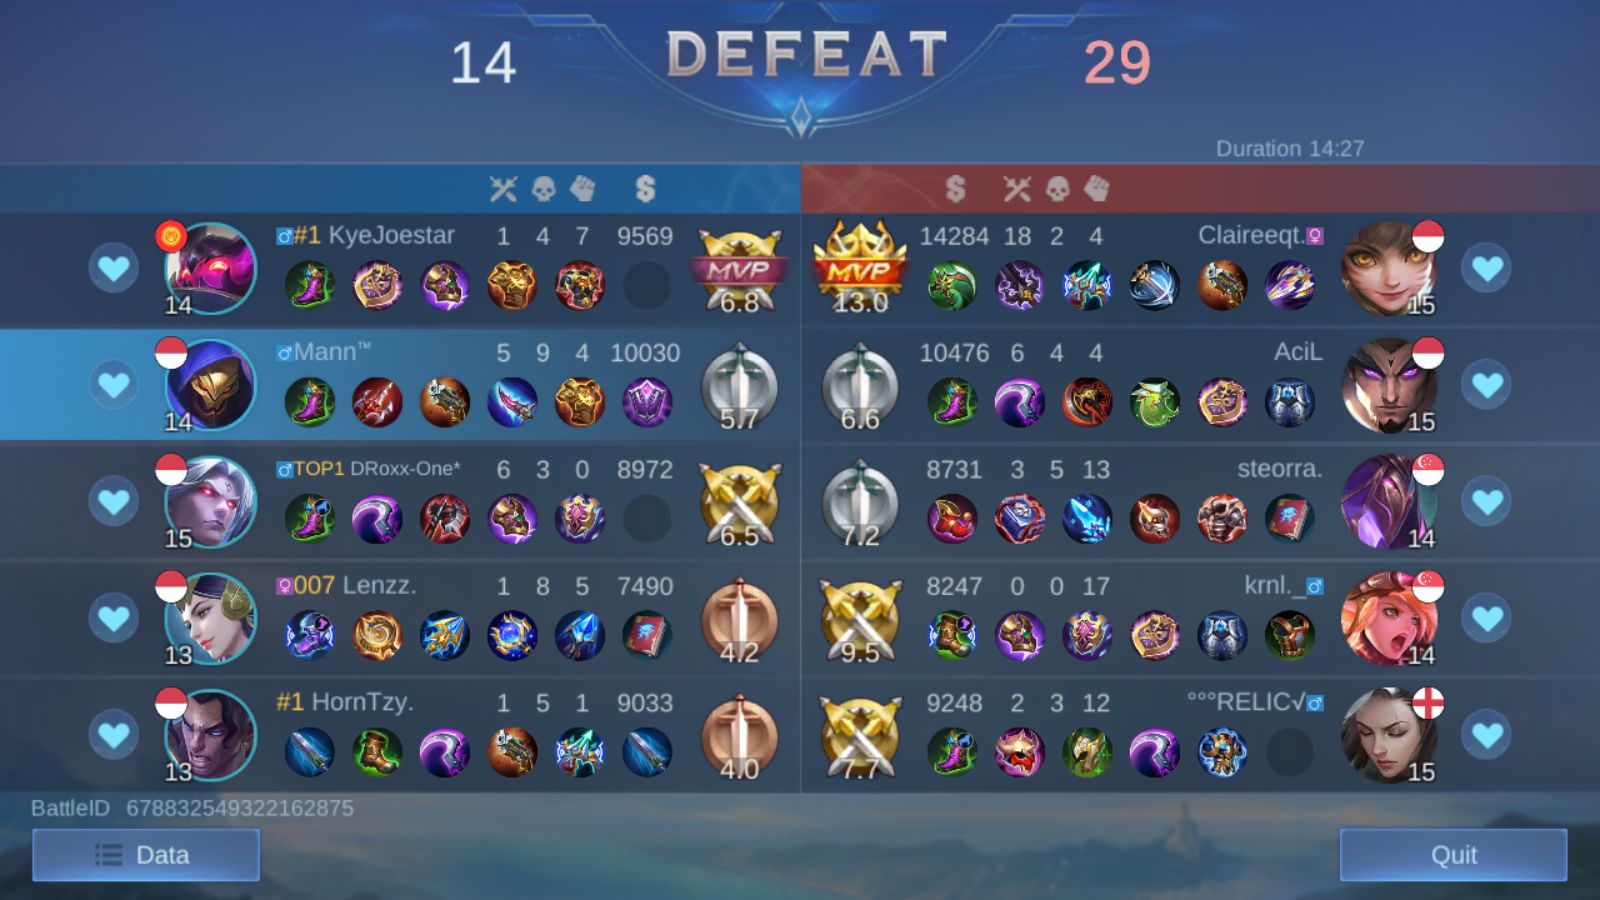 14 DEFEAT 29
Duration 14:27
#1 KyeJoestar 1 4 7 9569
MVP 6.8
14
14284 18 2 4 Claireeqt.
MVP 13.0
15
Mann™ 5 9 4 10030
5.7
14
10476 6 4 4 AciL
6.6
15
TOP1 DRoxx-One* 6 3 0 8972
6.5
15
8731 3 5 13 steorra.
7.2
14
007 Lenzz. 1 8 5 7490
4.2
13
8247 0 0 17 krnl._
9.5
14
#1 HornTzy. 1 5 1 9033
4.0
13
9248 2 3 12 °°°RELIC√
7.7
15
BattleID 678832549322162875
Data
Quit